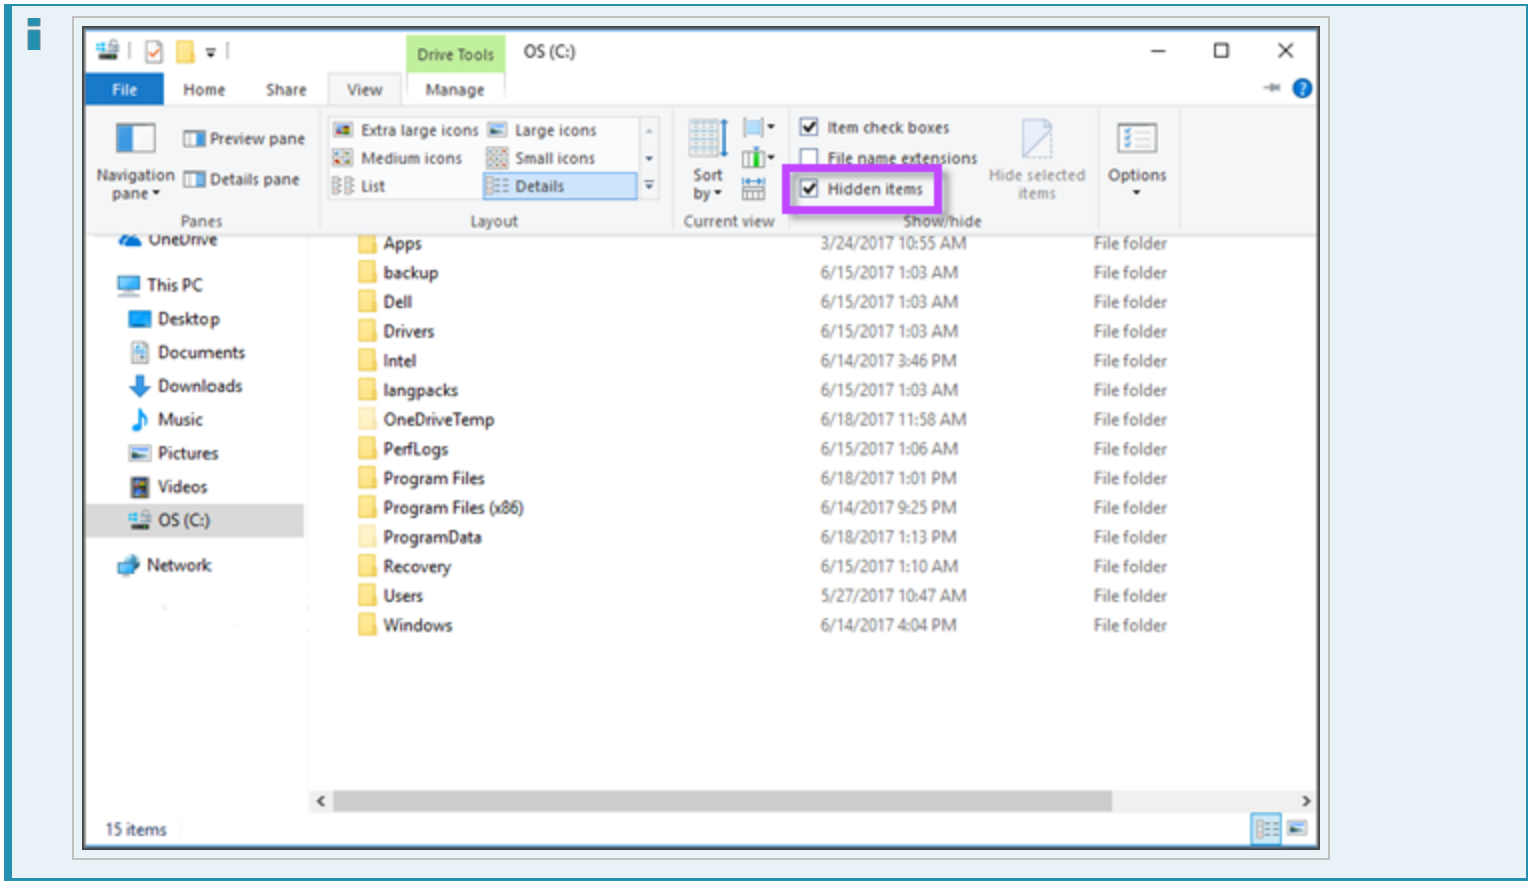 Drive Tools OS (C:)
File Home Share View Manage
Navigation pane
Preview pane
Details pane
Panes
Extra large icons Large icons
Medium icons Small icons
List Details
Layout
Sort by
Current view
Item check boxes
File name extensions
Hidden items
Show/hide
Hide selected items
Options
OneDrive
This PC
Desktop
Documents
Downloads
Music
Pictures
Videos
OS (C:)
Network
Apps 3/24/2017 10:55 AM File folder
backup 6/15/2017 1:03 AM File folder
Dell 6/15/2017 1:03 AM File folder
Drivers 6/15/2017 1:03 AM File folder
Intel 6/14/2017 3:46 PM File folder
langpacks 6/15/2017 1:03 AM File folder
OneDriveTemp 6/18/2017 11:58 AM File folder
PerfLogs 6/15/2017 1:06 AM File folder
Program Files 6/18/2017 1:01 PM File folder
Program Files (x86) 6/14/2017 9:25 PM File folder
ProgramData 6/18/2017 1:13 PM File folder
Recovery 6/15/2017 1:10 AM File folder
Users 5/27/2017 10:47 AM File folder
Windows 6/14/2017 4:04 PM File folder
15 items